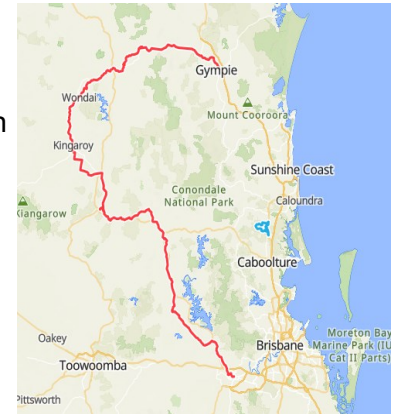 Gympie
n
Wondai
Mount Cooroora
Kingaroy
Sunshine Coast
Conondale
National Park
Caloundra
Kiangarow
Caboolture
Moreton Bay
Marine Park (IU
Cat II Parts)
Brisbane
Oakey
Toowoomba
Pittsworth